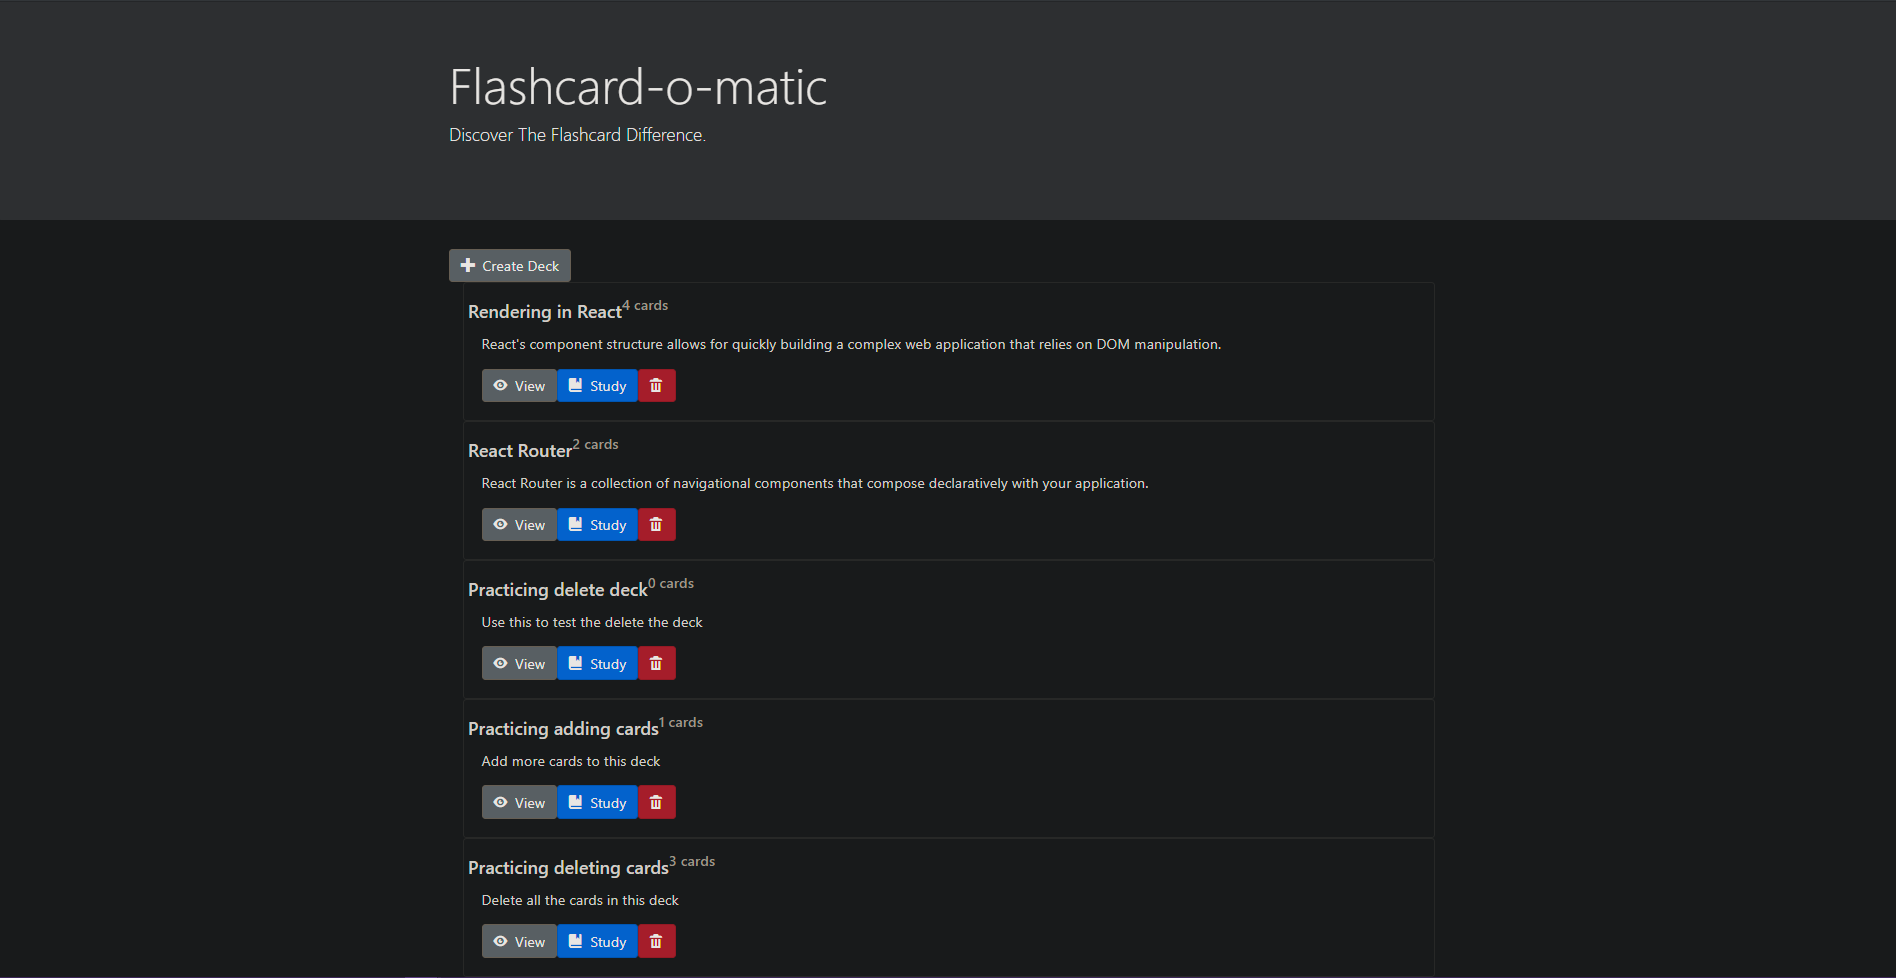 Flashcard-o-matic
Discover The Flashcard Difference.
Create Deck
Rendering in React 4 cards
React's component structure allows for quickly building a complex web application that relies on DOM manipulation.
View Study
React Router 2 cards
React Router is a collection of navigational components that compose declaratively with your application.
View Study
Practicing delete deck 0 cards
Use this to test the delete the deck
View Study
Practicing adding cards 1 cards
Add more cards to this deck
View Study
Practicing deleting cards 3 cards
Delete all the cards in this deck
View Study